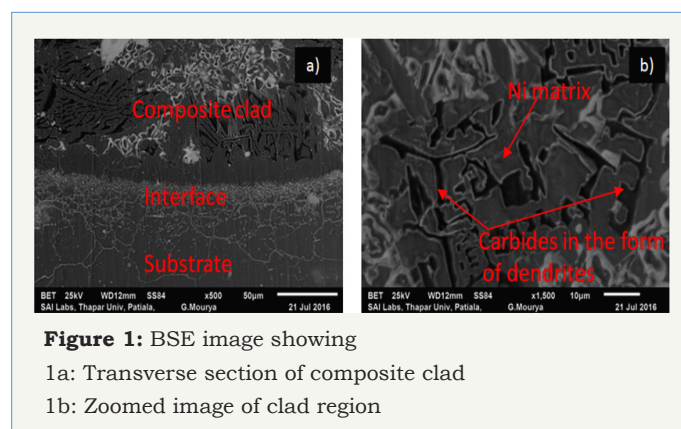 a)
Composite clad
Interface
Substrate
BET 25kV WD12mm SS84 x500 50µm
SAI Labs, Thapar Univ, Patiala, G.Mourya 21 Jul 2016
b)
Ni matrix
Carbides in the form
of dendrites
BET 25kV WD12mm SS84 x1,500 10µm
SAI Labs, Thapar Univ, Patiala, G.Mourya 21 Jul 2016
Figure 1: BSE image showing
1a: Transverse section of composite clad
1b: Zoomed image of clad region